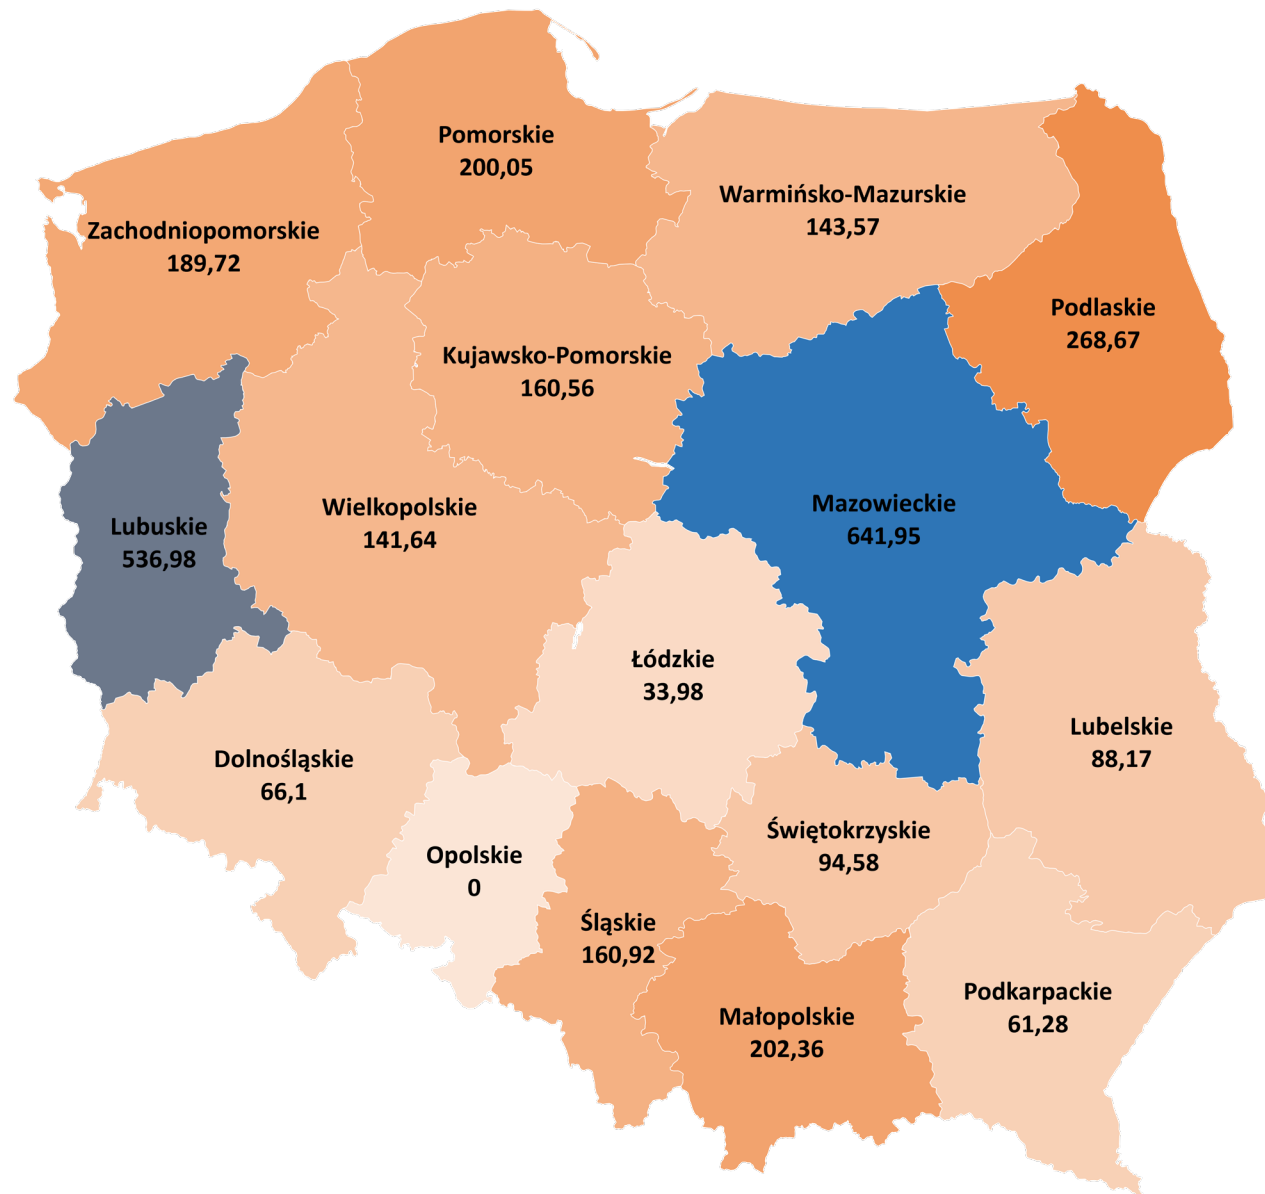 Pomorskie
200,05
Warmińsko-Mazurskie
143,57
Zachodniopomorskie
189,72
Podlaskie
268,67
Kujawsko-Pomorskie
160,56
Mazowieckie
641,95
Wielkopolskie
141,64
Lubuskie
536,98
Łódzkie
33,98
Lubelskie
88,17
Dolnośląskie
66,1
Świętokrzyskie
94,58
Opolskie
0
Śląskie
160,92
Podkarpackie
61,28
Małopolskie
202,36